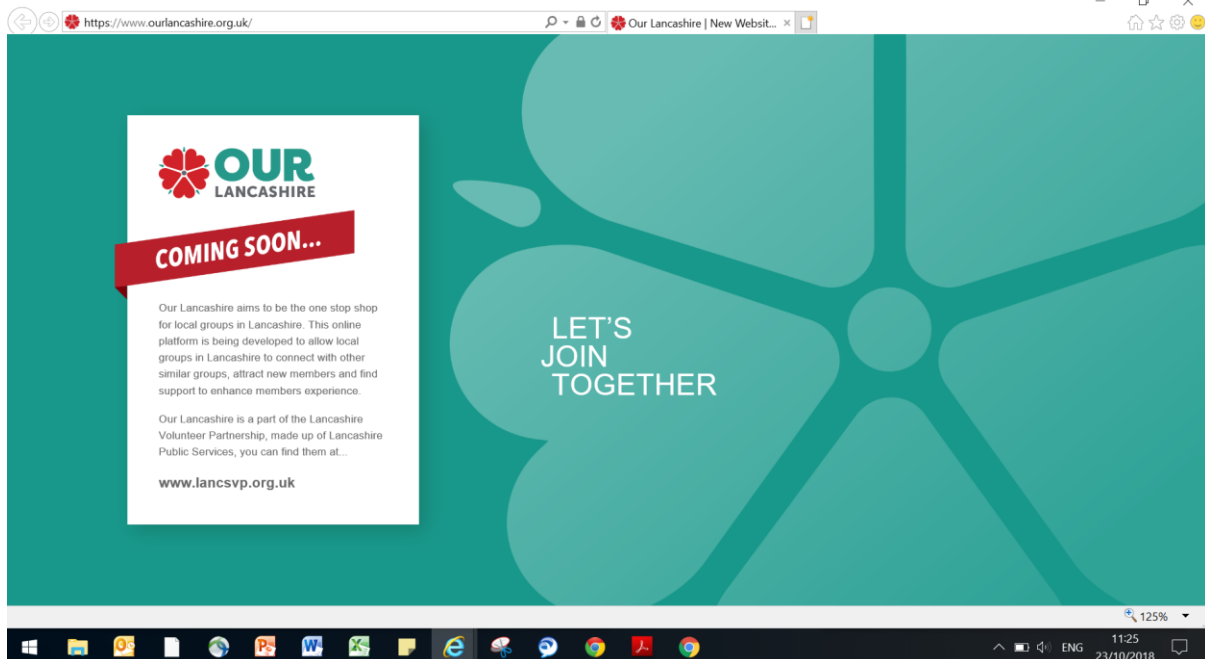 https://www.ourlancashire.org.uk/
Our Lancashire | New Websit...
OUR
LANCASHIRE
COMING SOON...
Our Lancashire aims to be the one stop shop
for local groups in Lancashire. This online
platform is being developed to allow local
groups in Lancashire to connect with other
similar groups, attract new members and find
support to enhance members experience.
Our Lancashire is a part of the Lancashire
Volunteer Partnership, made up of Lancashire
Public Services, you can find them at...
www.lancsvp.org.uk
LET'S
JOIN
TOGETHER
125%
ENG
11:25
23/10/2018